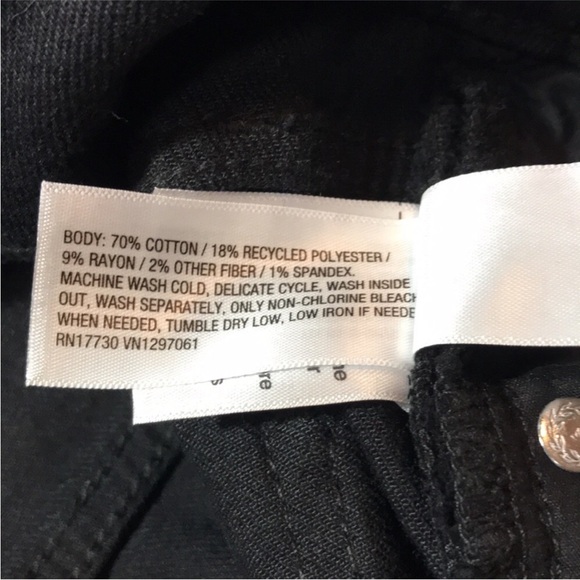 BODY: 70% COTTON / 18% RECYCLED POLYESTER /
9% RAYON / 2% OTHER FIBER / 1% SPANDEX.
MACHINE WASH COLD, DELICATE CYCLE, WASH INSIDE
OUT, WASH SEPARATELY, ONLY NON-CHLORINE BLEACH
WHEN NEEDED, TUMBLE DRY LOW, LOW IRON IF NEEDE
RN17730 VN1297061